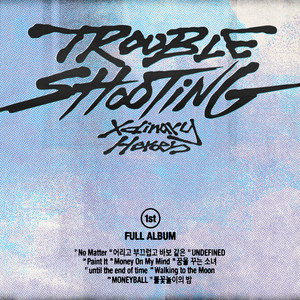 TROUBLE
SHOOTING
Xdinary
Heroes
1st
FULL ALBUM
"No Matter "어리고 부끄럽고 바보 같은 "UNDEFINED
"Paint It "Money On My Mind "꿈을 꾸는 소녀
"until the end of time "Walking to the Moon
"MONEYBALL "불꽃놀이의 밤